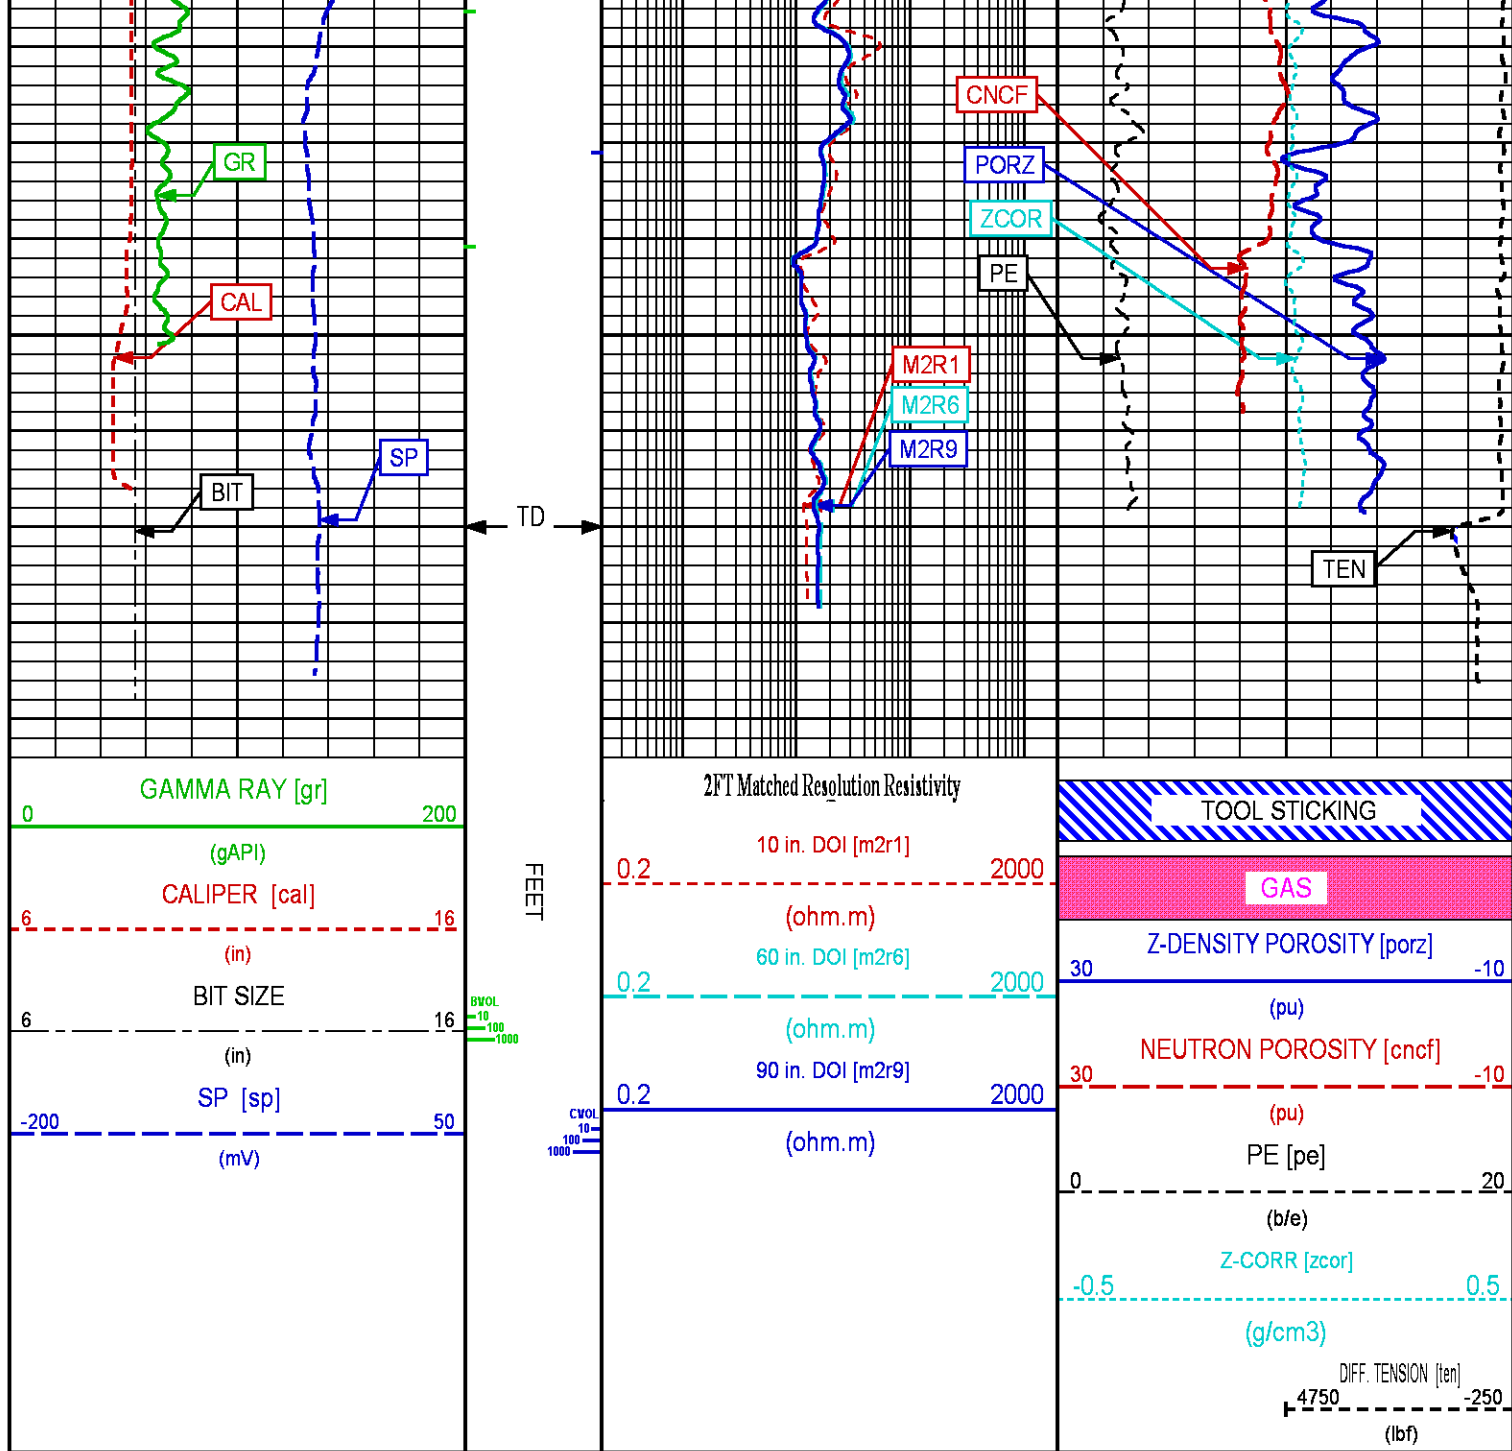 CNCF
GR
PORZ
ZCOR
PE
CAL
M2R1
M2R6
M2R9
SP
BIT
TD
TEN
GAMMA RAY [gr]
0 200
(gAPI)
CALIPER [cal]
6 16
(in)
BIT SIZE
6 16
(in)
SP [sp]
-200 50
(mV)
FEET
BVOL
10
100
1000
CVOL
10
100
1000
2FT Matched Resolution Resistivity
10 in. DOI [m2r1]
0.2 2000
(ohm.m)
60 in. DOI [m2r6]
0.2 2000
(ohm.m)
90 in. DOI [m2r9]
0.2 2000
(ohm.m)
TOOL STICKING
GAS
Z-DENSITY POROSITY [porz]
30 -10
(pu)
NEUTRON POROSITY [cncf]
30 -10
(pu)
PE [pe]
0 20
(b/e)
Z-CORR [zcor]
-0.5 0.5
(g/cm3)
DIFF. TENSION [ten]
4750 -250
(lbf)